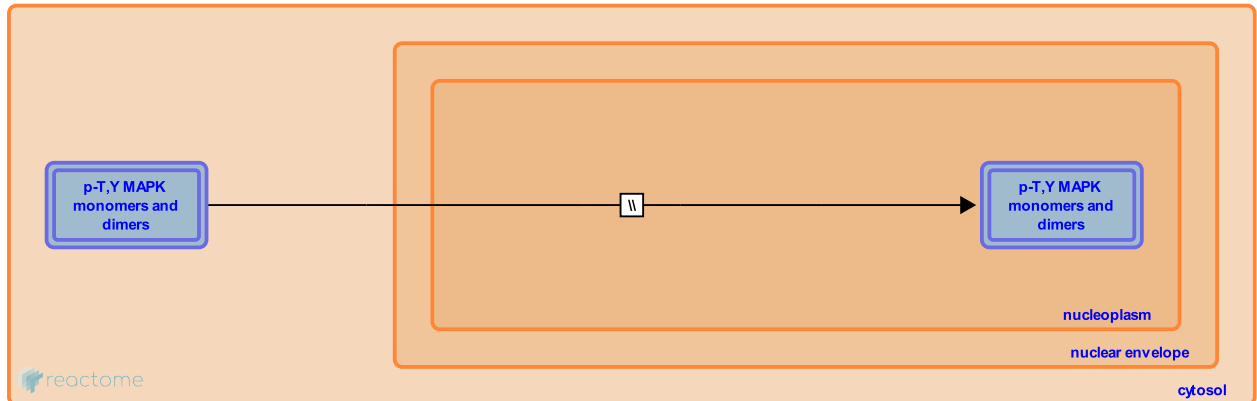 p-T,Y MAPK
monomers and
dimers
\\
p-T,Y MAPK
monomers and
dimers
nucleoplasm
nuclear envelope
reactome
cytosol